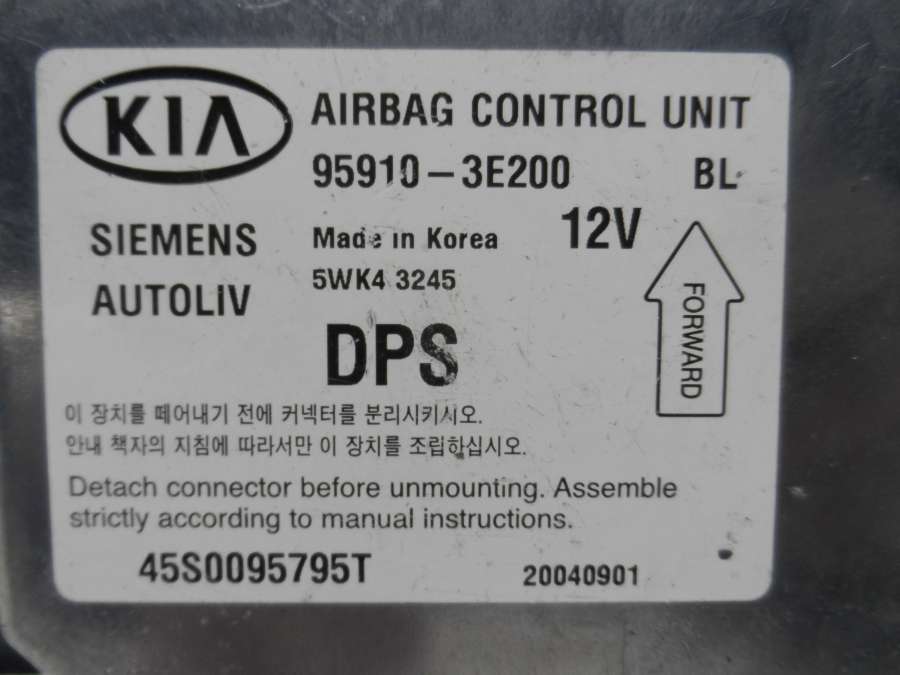 KIA AIRBAG CONTROL UNIT
95910-3E200 BL
SIEMENS Made in Korea 12V
AUTOLIV 5WK4 3245
FORWARD
DPS
이 장치를 떼어내기 전에 커넥터를 분리시키시오.
안내 책자의 지침에 따라서만 이 장치를 조립하십시오.
Detach connector before unmounting. Assemble
strictly according to manual instructions.
45S0095795T 20040901